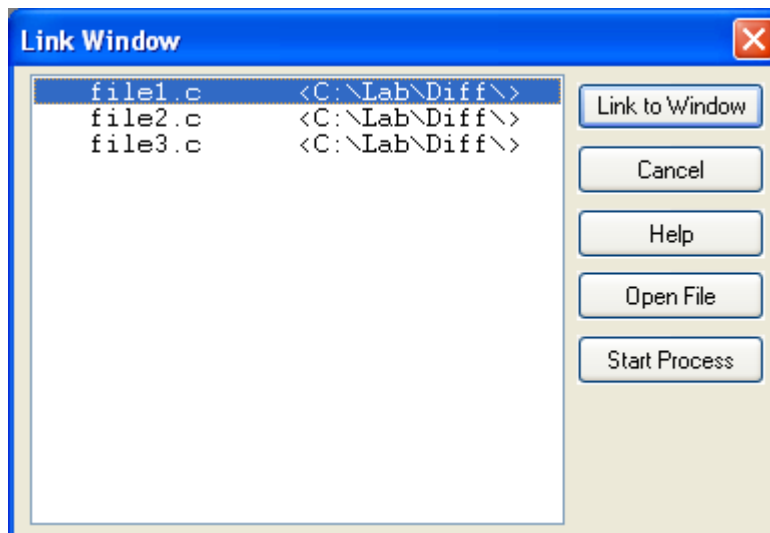 Link Window
file1.c <C:\Lab\Diff\>
file2.c <C:\Lab\Diff\>
file3.c <C:\Lab\Diff\>
Link to Window
Cancel
Help
Open File
Start Process